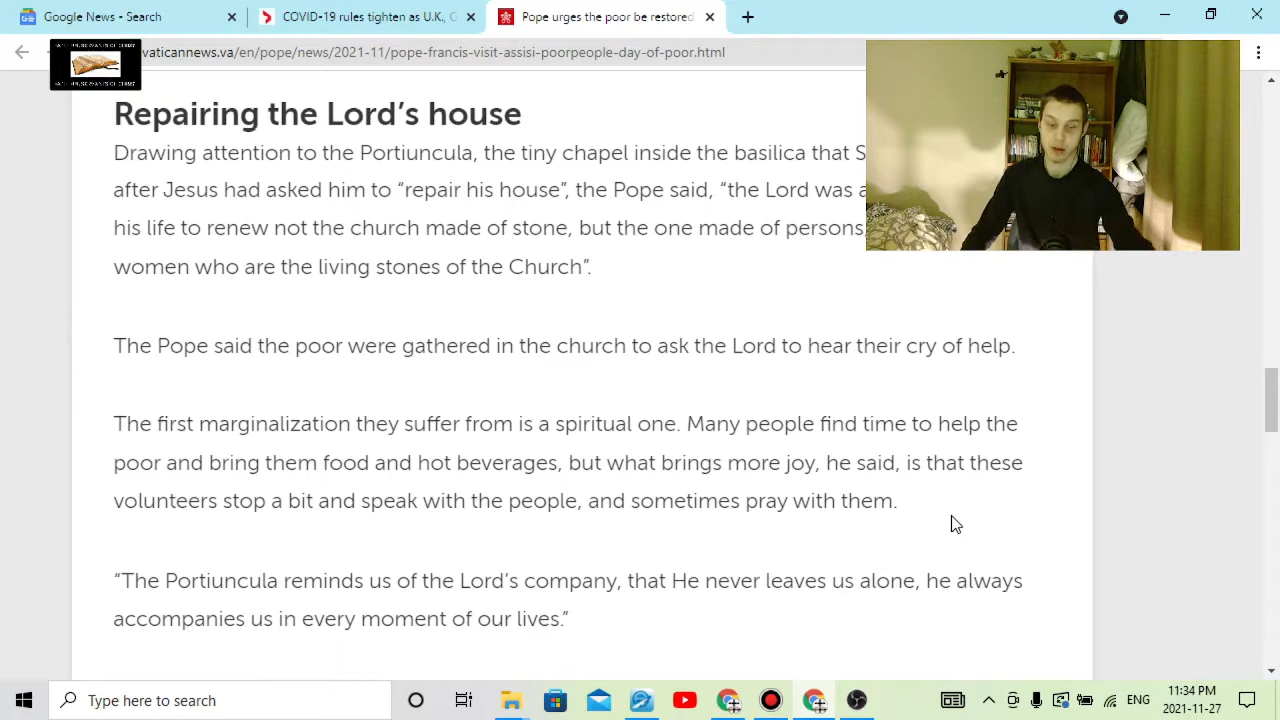 Google News - Search
COVID-19 rules tighten as U.K.,
Pope: urges the poor be restored
vaticannews.va/en/pope/news/2021-11/pope-francis-visit-assisi-poorpeople-day-of-poor.html
Repairing the Lord’s house
Drawing attention to the Portiuncula, the tiny chapel inside the basilica that
after Jesus had asked him to “repair his house”, the Pope said, “the Lord was
his life to renew not the church made of stone, but the one made of persons,
women who are the living stones of the Church”.
The Pope said the poor were gathered in the church to ask the Lord to hear their cry of help.
The first marginalization they suffer from is a spiritual one. Many people find time to help the
poor and bring them food and hot beverages, but what brings more joy, he said, is that these
volunteers stop a bit and speak with the people, and sometimes pray with them.
“The Portiuncula reminds us of the Lord’s company, that He never leaves us alone, he always
accompanies us in every moment of our lives.”
Type here to search
ENG
11:34 PM
2021-11-27